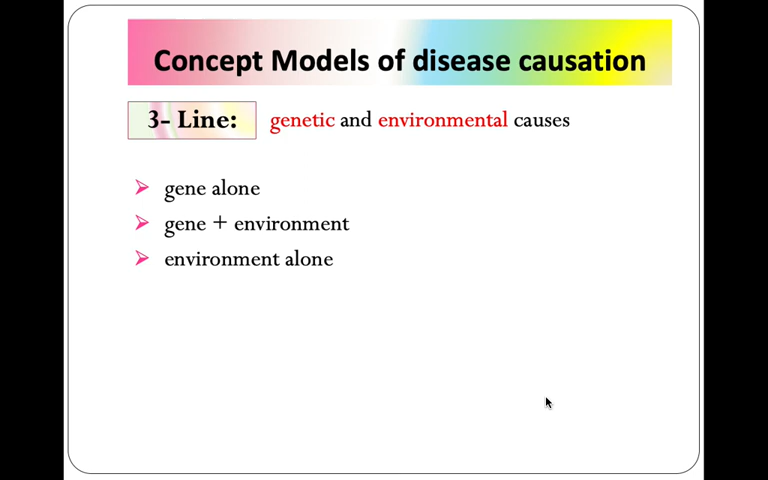 Concept Models of disease causation
3- Line: genetic and environmental causes
gene alone
gene + environment
environment alone